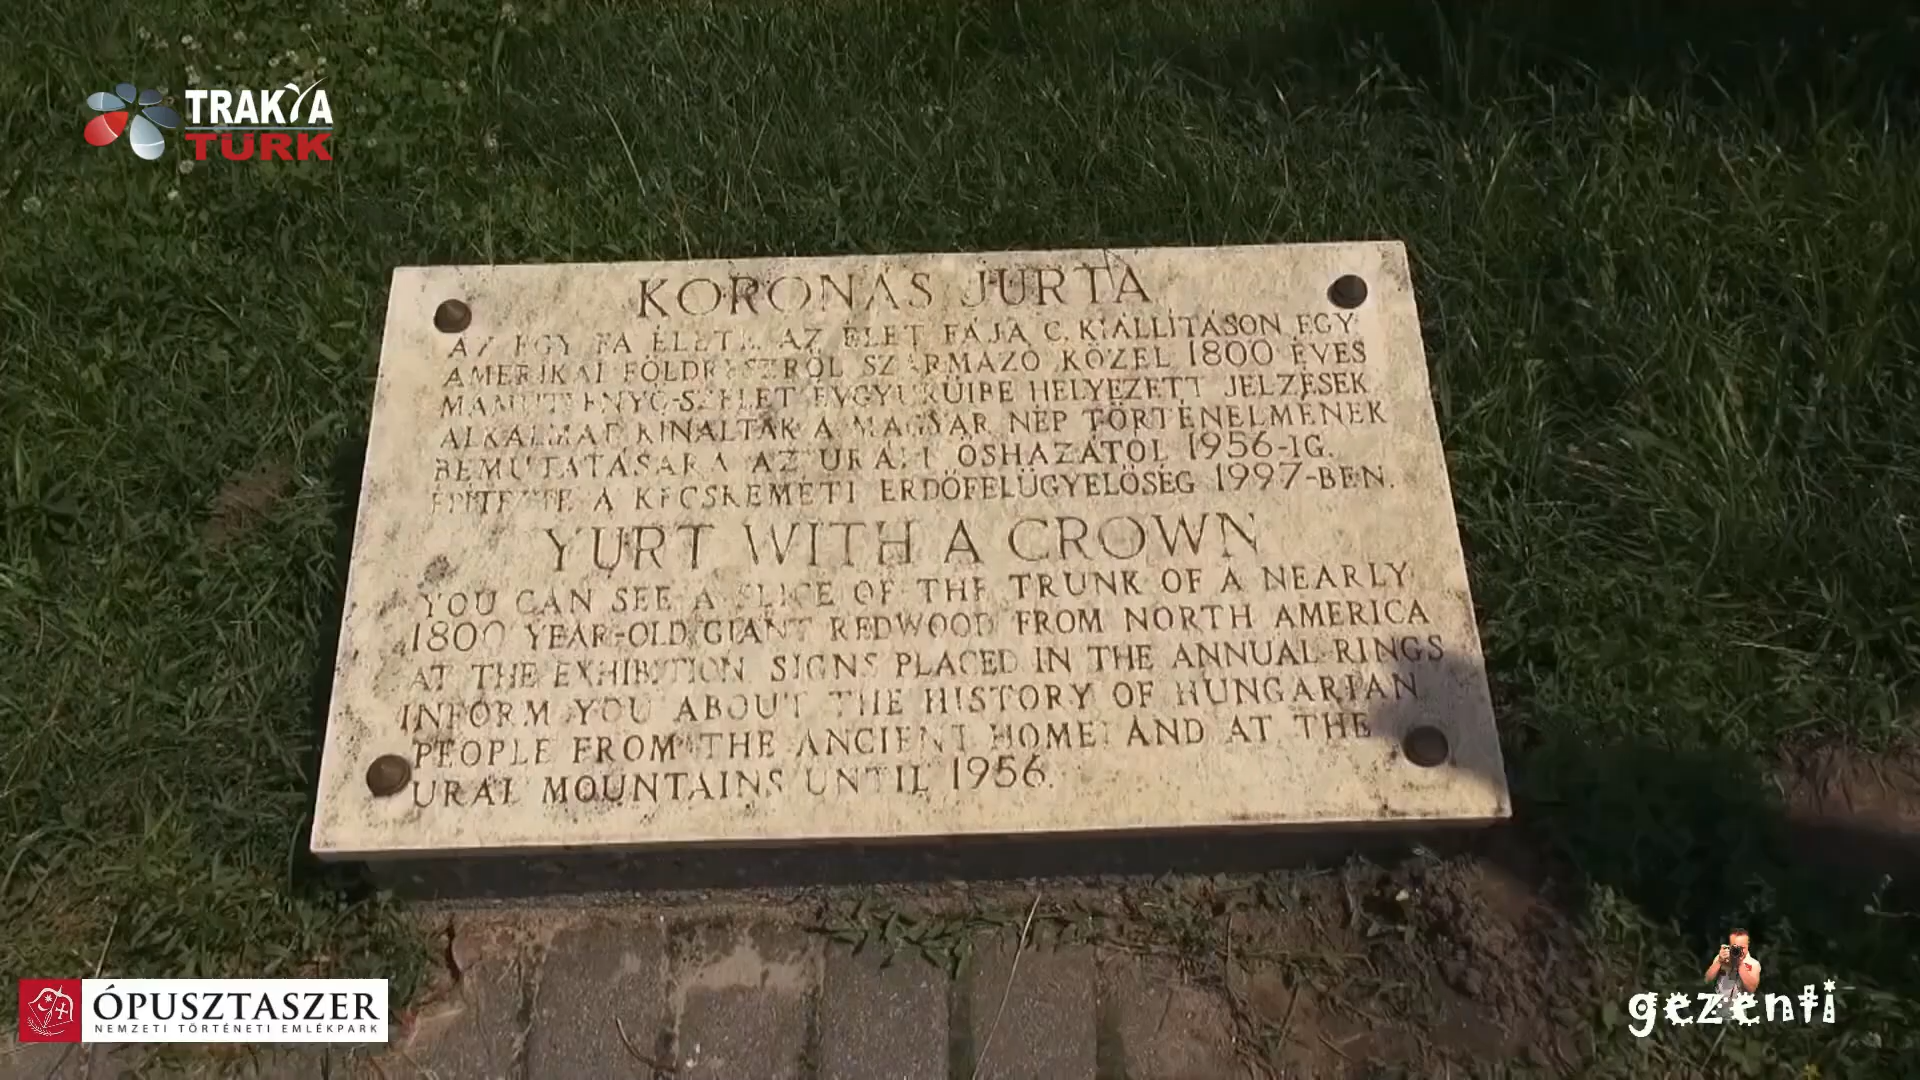 TRAKYA
TÜRK
KORONÁS JURTA
AZ EGY FA ÉLETE, AZ ÉLET FÁJA C. KIÁLLÍTÁSON EGY
AMERIKAI FÖLDRÉSZRŐL SZÁRMAZÓ KÖZEL 1800 ÉVES
MAMUTFENYŐ-SZELET ÉVGYŰRŰIBE HELYEZETT JELZÉSEK
ALKALMAT KINÁLTAK A MAGYAR NÉP TÖRTÉNELMÉNEK
BEMUTATÁSÁRA AZ URÁLI ŐSHAZÁTÓL 1956-IG.
ÉPÍTETTE A KECSKEMÉTI ERDŐFELÜGYELŐSÉG 1997-BEN.
YURT WITH A CROWN
YOU CAN SEE A SLICE OF THE TRUNK OF A NEARLY
1800 YEAR-OLD GIANT REDWOOD FROM NORTH AMERICA
AT THE EXHIBITION SIGNS PLACED IN THE ANNUAL RINGS
INFORM YOU ABOUT THE HISTORY OF HUNGARIAN
PEOPLE FROM THE ANCIENT HOMELAND AT THE
URAL MOUNTAINS UNTIL 1956.
ÓPUSZTASZER
NEMZETI TÖRTÉNETI EMLÉKPARK
gezenti